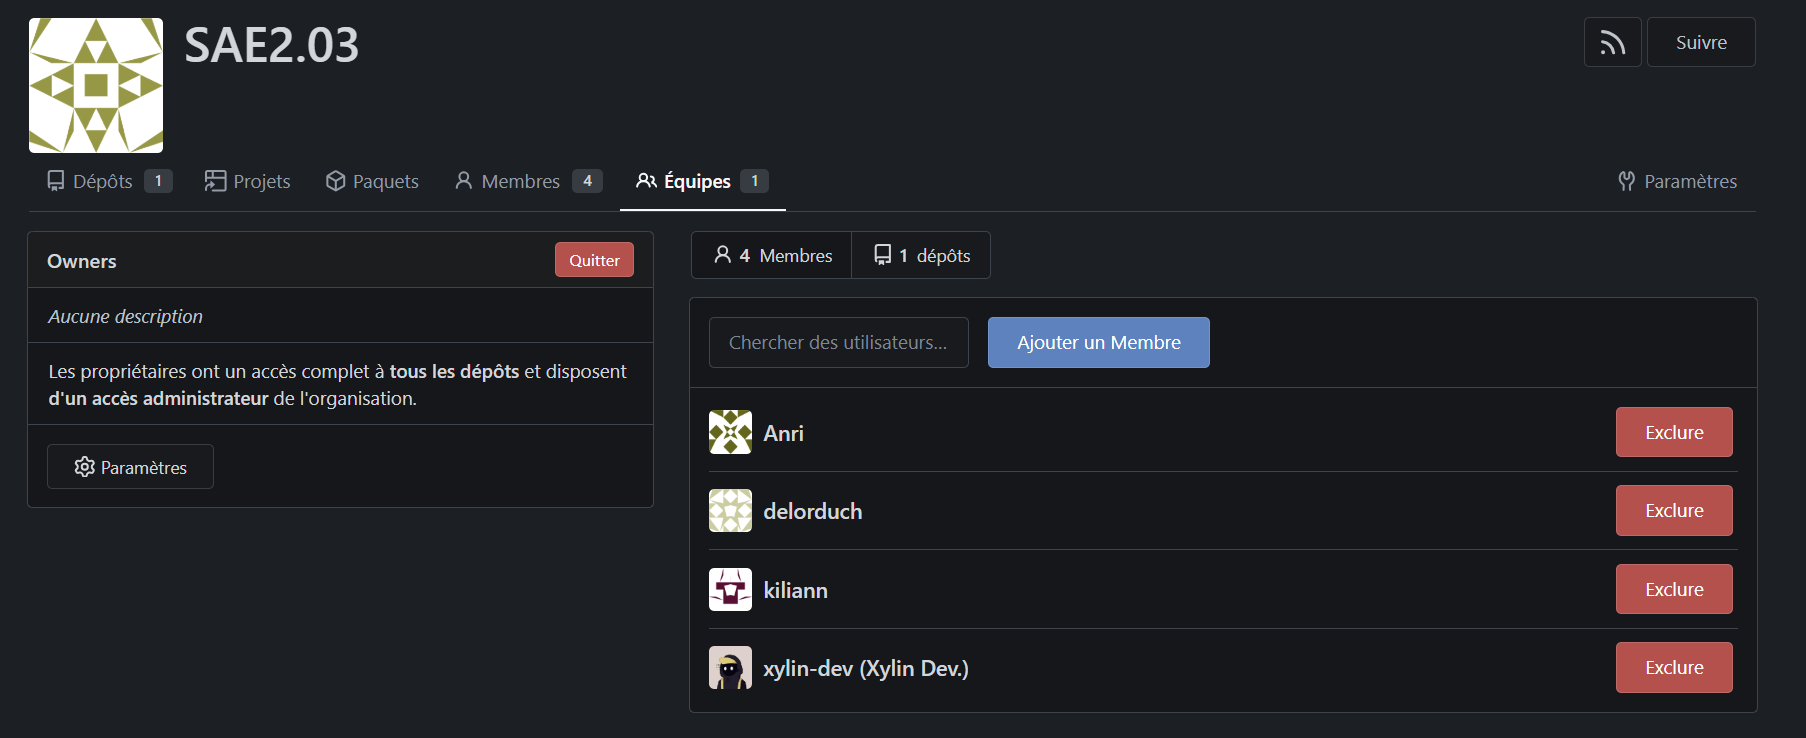 SAE2.03
Suivre
Dépôts 1 Projets Paquets Membres 4 Équipes 1 Paramètres
Owners Quitter
Aucune description
Les propriétaires ont un accès complet à tous les dépôts et disposent
d'un accès administrateur de l'organisation.
Paramètres
4 Membres 1 dépôts
Chercher des utilisateurs... Ajouter un Membre
Anri Exclure
delorduch Exclure
kiliann Exclure
xylin-dev (Xylin Dev.) Exclure